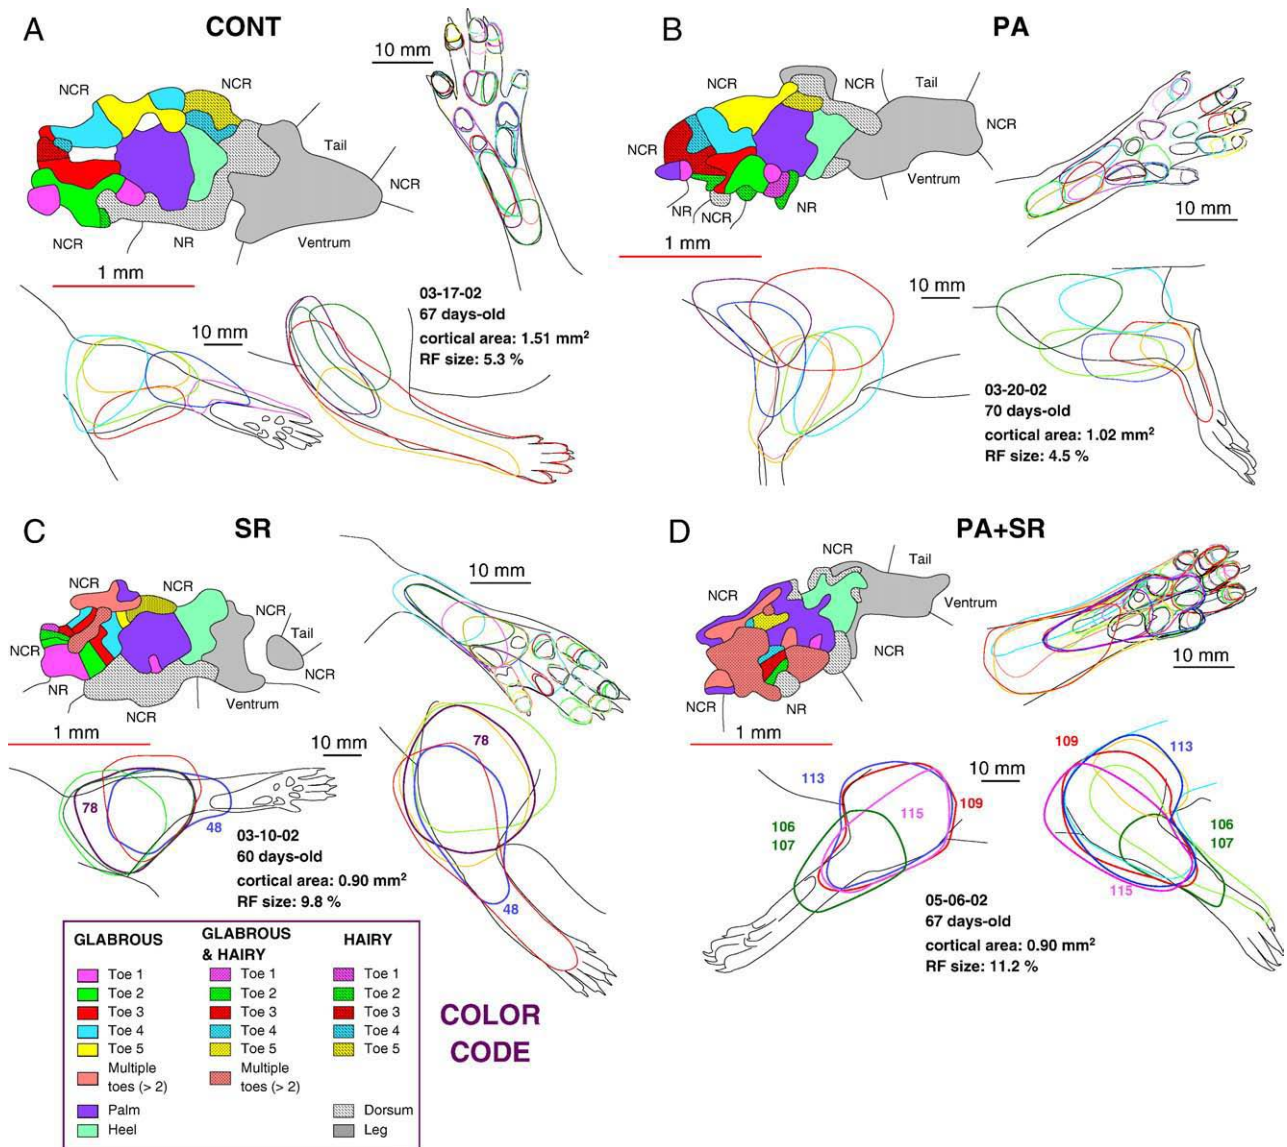 A
CONT
10 mm
NCR
NCR
Tail
NCR
NCR
NR
Ventrum
1 mm
10 mm
03-17-02
67 days-old
cortical area: 1.51 mm²
RF size: 5.3 %
B
PA
NCR
Tail
NCR
NCR
Ventrum
NR
NCR
NR
1 mm
10 mm
10 mm
03-20-02
70 days-old
cortical area: 1.02 mm²
RF size: 4.5 %
C
SR
NCR
NCR
10 mm
NCR
Tail
NCR
NCR
NR
NCR
Ventrum
1 mm
10 mm
78
48
78
48
03-10-02
60 days-old
cortical area: 0.90 mm²
RF size: 9.8 %
D
PA+SR
NCR
Tail
NCR
Ventrum
NCR
NCR
NR
10 mm
1 mm
10 mm
113
109
115
106
107
109
113
106
107
115
05-06-02
67 days-old
cortical area: 0.90 mm²
RF size: 11.2 %
GLABROUS
Toe 1
Toe 2
Toe 3
Toe 4
Toe 5
Multiple
toes (> 2)
Palm
Heel
GLABROUS
& HAIRY
Toe 1
Toe 2
Toe 3
Toe 4
Toe 5
Multiple
toes (> 2)
HAIRY
Toe 1
Toe 2
Toe 3
Toe 4
Toe 5
Dorsum
Leg
COLOR
CODE